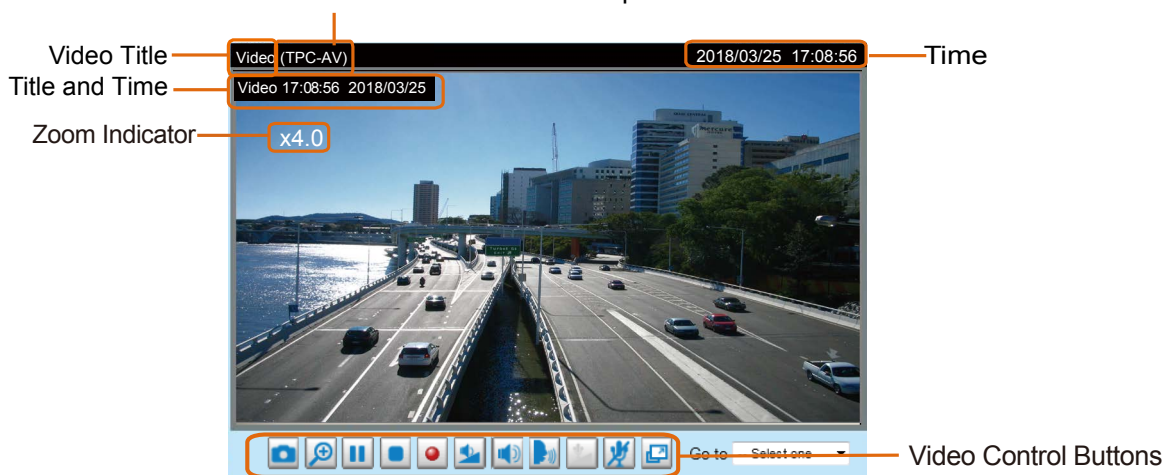 Video Title
Video (TPC-AV)
2018/03/25 17:08:56
Time
Title and Time
Video 17:08:56 2018/03/25
Zoom Indicator
x4.0
Go to
Select one
Video Control Buttons